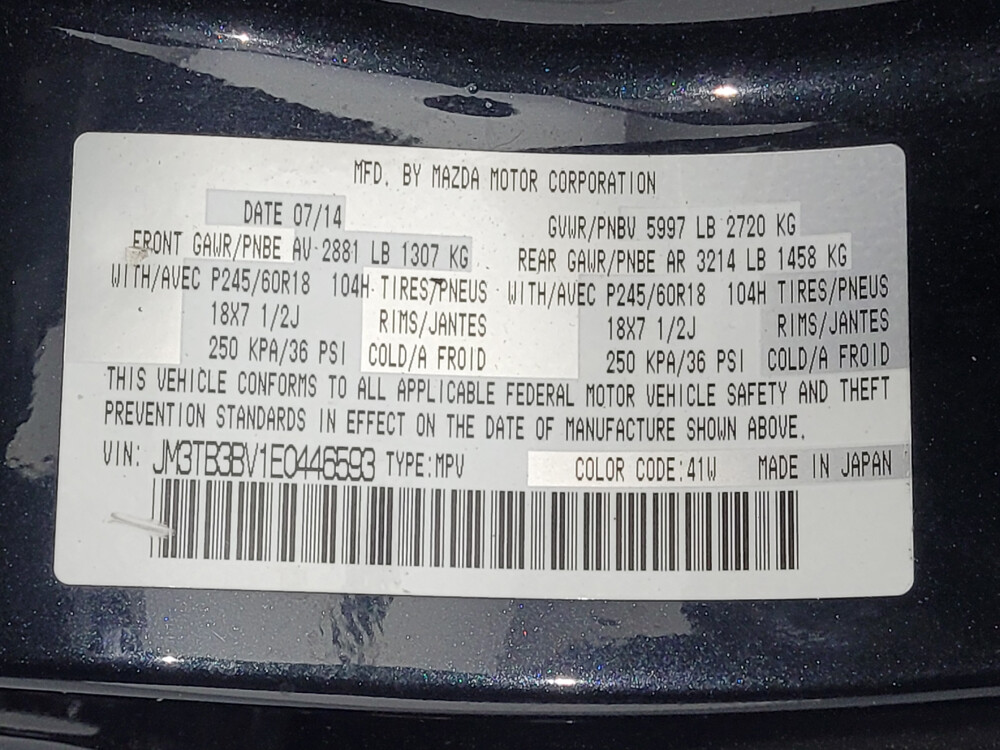 MFD. BY MAZDA MOTOR CORPORATION
DATE 07/14
GVWR/PNBV 5997 LB 2720 KG
FRONT GAWR/PNBE AV 2881 LB 1307 KG
REAR GAWR/PNBE AR 3214 LB 1458 KG
WITH/AVEC P245/60R18 104H TIRES/PNEUS
WITH/AVEC P245/60R18 104H TIRES/PNEUS
18X7 1/2J RIMS/JANTES
18X7 1/2J RIMS/JANTES
250 KPA/36 PSI COLD/A FROID
250 KPA/36 PSI COLD/A FROID
THIS VEHICLE CONFORMS TO ALL APPLICABLE FEDERAL MOTOR VEHICLE SAFETY AND THEFT
PREVENTION STANDARDS IN EFFECT ON THE DATE OF MANUFACTURE SHOWN ABOVE.
VIN: JM3TB3BV1E0446593 TYPE:MPV COLOR CODE:41W MADE IN JAPAN